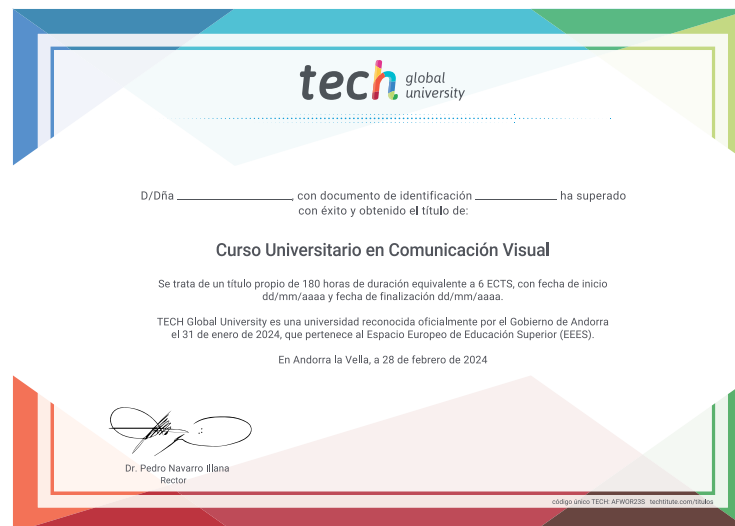 tech global university
D/Dña ____________, con documento de identificación ____________ ha superado
con éxito y obtenido el título de:
Curso Universitario en Comunicación Visual
Se trata de un título propio de 180 horas de duración equivalente a 6 ECTS, con fecha de inicio
dd/mm/aaaa y fecha de finalización dd/mm/aaaa.
TECH Global University es una universidad reconocida oficialmente por el Gobierno de Andorra
el 31 de enero de 2024, que pertenece al Espacio Europeo de Educación Superior (EEES).
En Andorra la Vella, a 28 de febrero de 2024
Dr. Pedro Navarro Illana
Rector
código único TECH: AFWOR23S techtitute.com/titulos